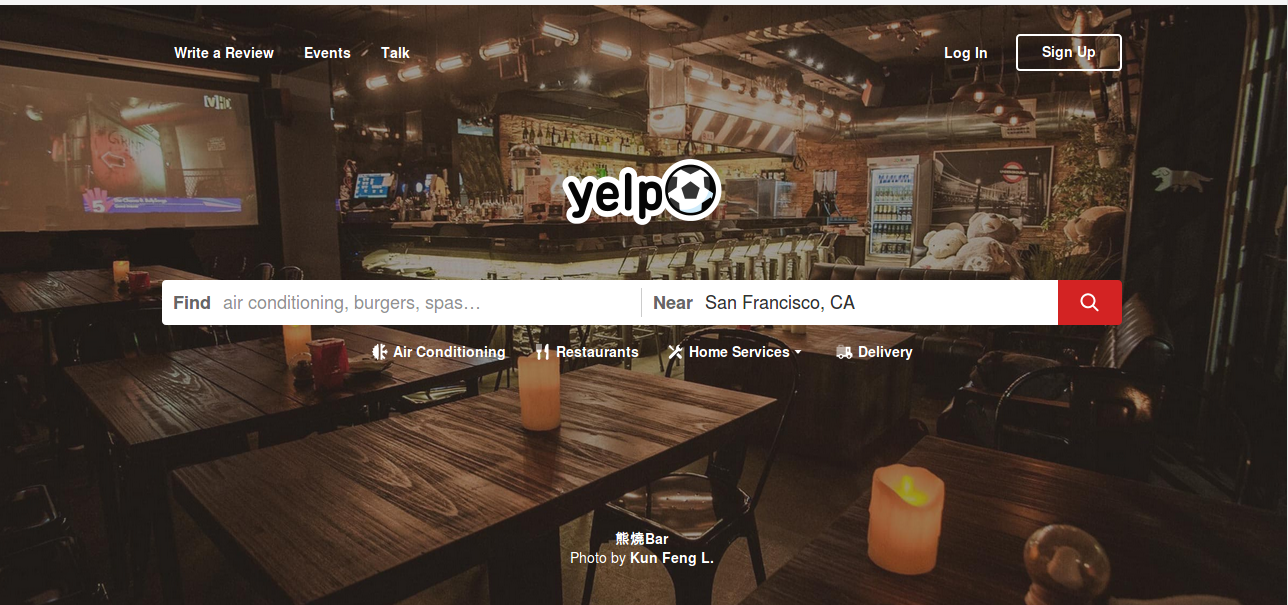 Write a Review Events Talk Log In Sign Up
yelp
Find air conditioning, burgers, spas… Near San Francisco, CA
Air Conditioning Restaurants Home Services Delivery
5
熊燒Bar
Photo by Kun Feng L.